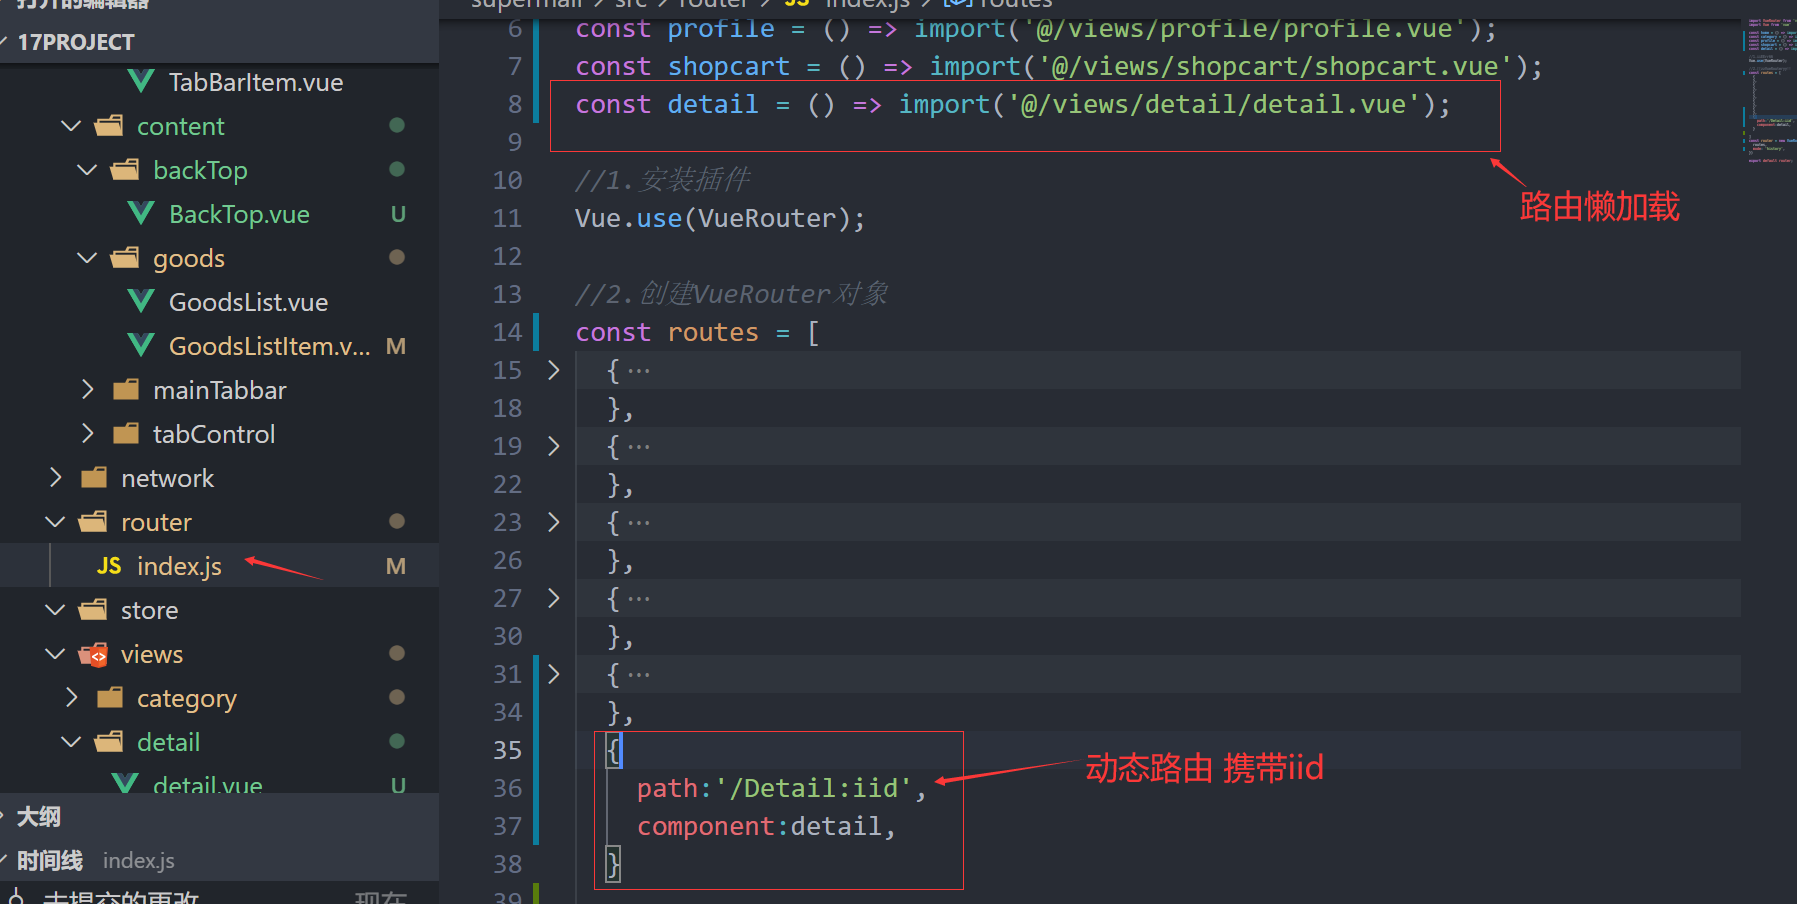 打开的编辑器
17PROJECT
TabBarItem.vue
content
backTop
BackTop.vue U
goods
GoodsList.vue
GoodsListItem.v... M
mainTabbar
tabControl
network
router
JS index.js M
store
views
category
detail
detail.vue U
大纲
时间线 index.js
未提交的更改 现在
supermall > src > router > JS index.js > routes
6 const profile = () => import('@/views/profile/profile.vue');
7 const shopcart = () => import('@/views/shopcart/shopcart.vue');
8 const detail = () => import('@/views/detail/detail.vue');
9
路由懒加载
10 //1.安装插件
11 Vue.use(VueRouter);
12
13 //2.创建VueRouter对象
14 const routes = [
15 { ···
18 },
19 { ···
22 },
23 { ···
26 },
27 { ···
30 },
31 { ···
34 },
35 {
36 path:'/Detail:iid',
动态路由 携带iid
37 component:detail,
38 }
39